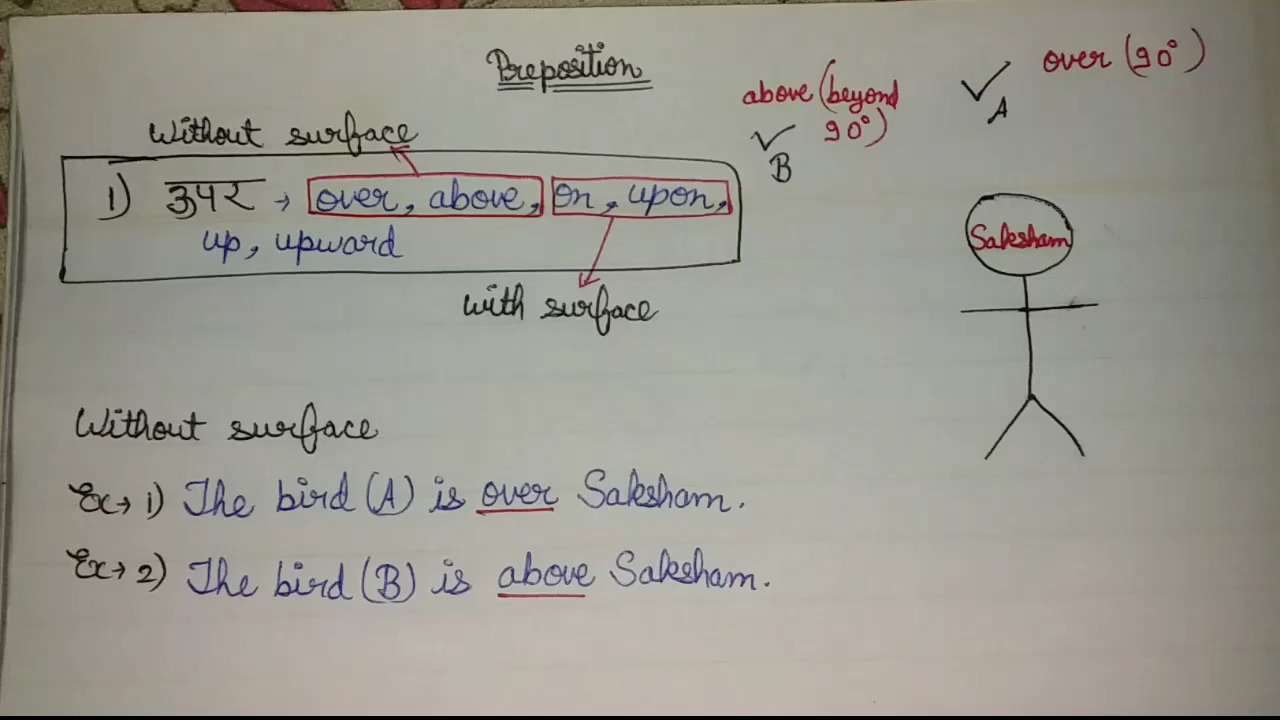 Preposition
above (beyond
90°)
B
over (90°)
A
Without surface
1) उपर → over, above, on, upon,
up, upward
with surface
Saksham
Without surface
Ex → 1) The bird (A) is over Saksham.
Ex → 2) The bird (B) is above Saksham.